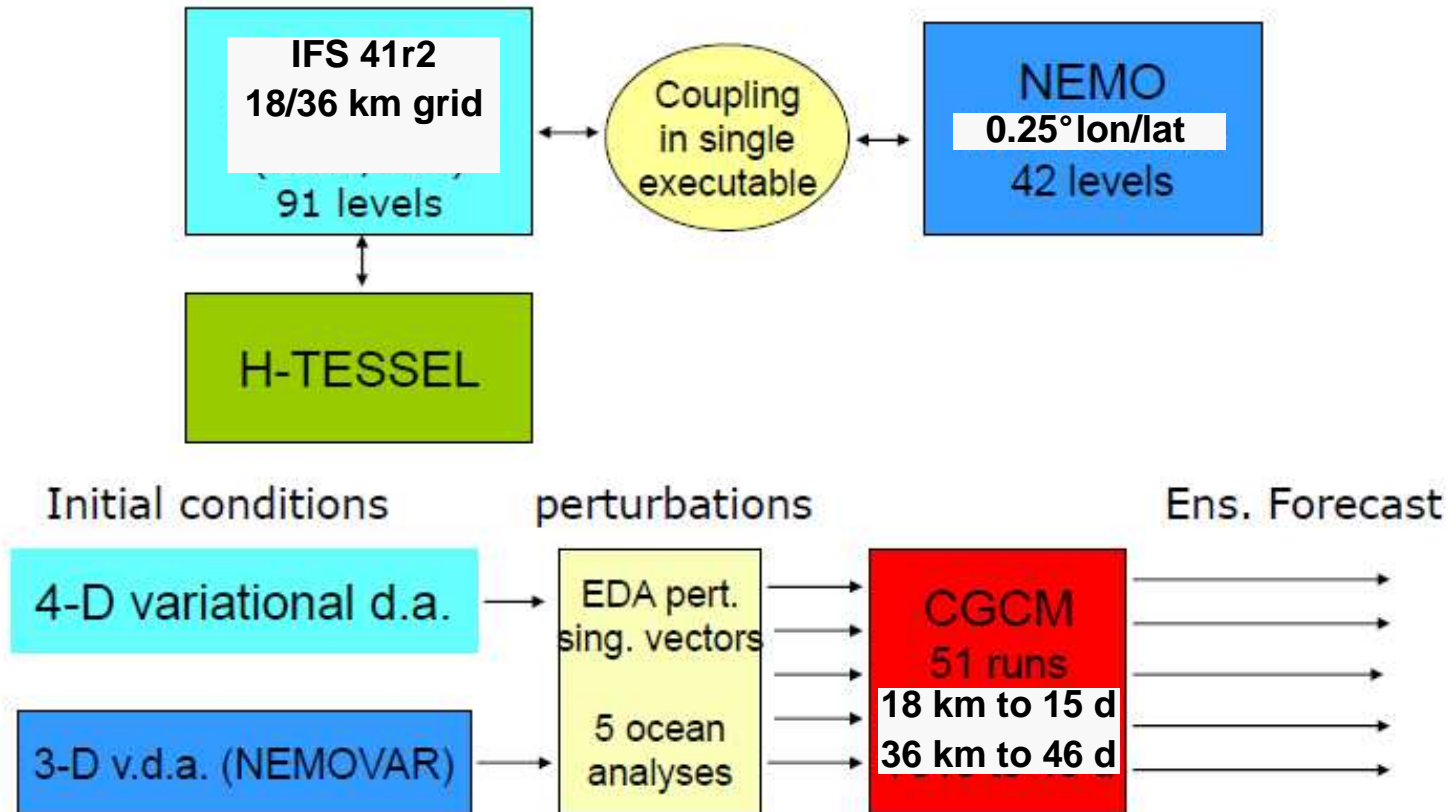 IFS 41r2
18/36 km grid
91 levels
Coupling
in single
executable
NEMO
0.25° lon/lat
42 levels
H-TESSEL
Initial conditions
perturbations
Ens. Forecast
4-D variational d.a.
EDA pert.
sing. vectors
5 ocean
analyses
CGCM
51 runs
18 km to 15 d
36 km to 46 d
3-D v.d.a. (NEMOVAR)